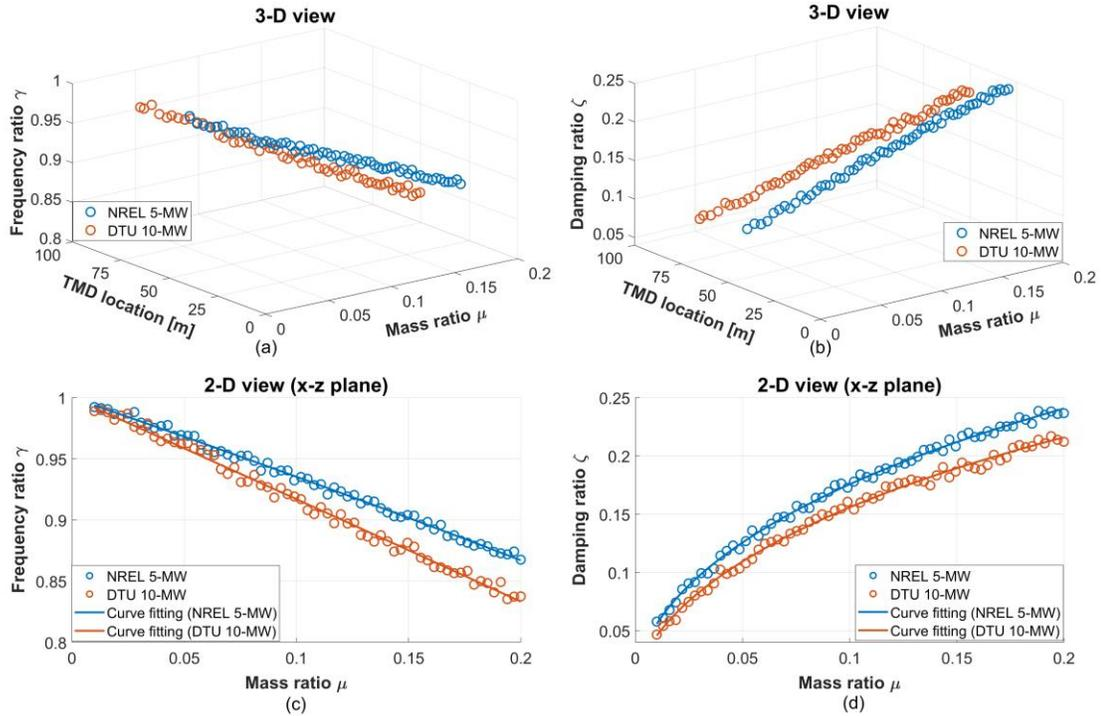 3-D view
Frequency ratio γ
1
0.95
0.9
0.85
0.8
NREL 5-MW
DTU 10-MW
100
75
50
25
0
TMD location [m]
0
0.05
0.1
0.15
0.2
Mass ratio μ
(a)
3-D view
Damping ratio ζ
0.25
0.2
0.15
0.1
0.05
NREL 5-MW
DTU 10-MW
100
75
50
25
0
TMD location [m]
0
0.05
0.1
0.15
0.2
Mass ratio μ
(b)
2-D view (x-z plane)
Frequency ratio γ
1
0.95
0.9
0.85
0.8
NREL 5-MW
DTU 10-MW
Curve fitting (NREL 5-MW)
Curve fitting (DTU 10-MW)
0
0.05
0.1
0.15
0.2
Mass ratio μ
(c)
2-D view (x-z plane)
Damping ratio ζ
0.25
0.2
0.15
0.1
0.05
NREL 5-MW
DTU 10-MW
Curve fitting (NREL 5-MW)
Curve fitting (DTU 10-MW)
0
0.05
0.1
0.15
0.2
Mass ratio μ
(d)